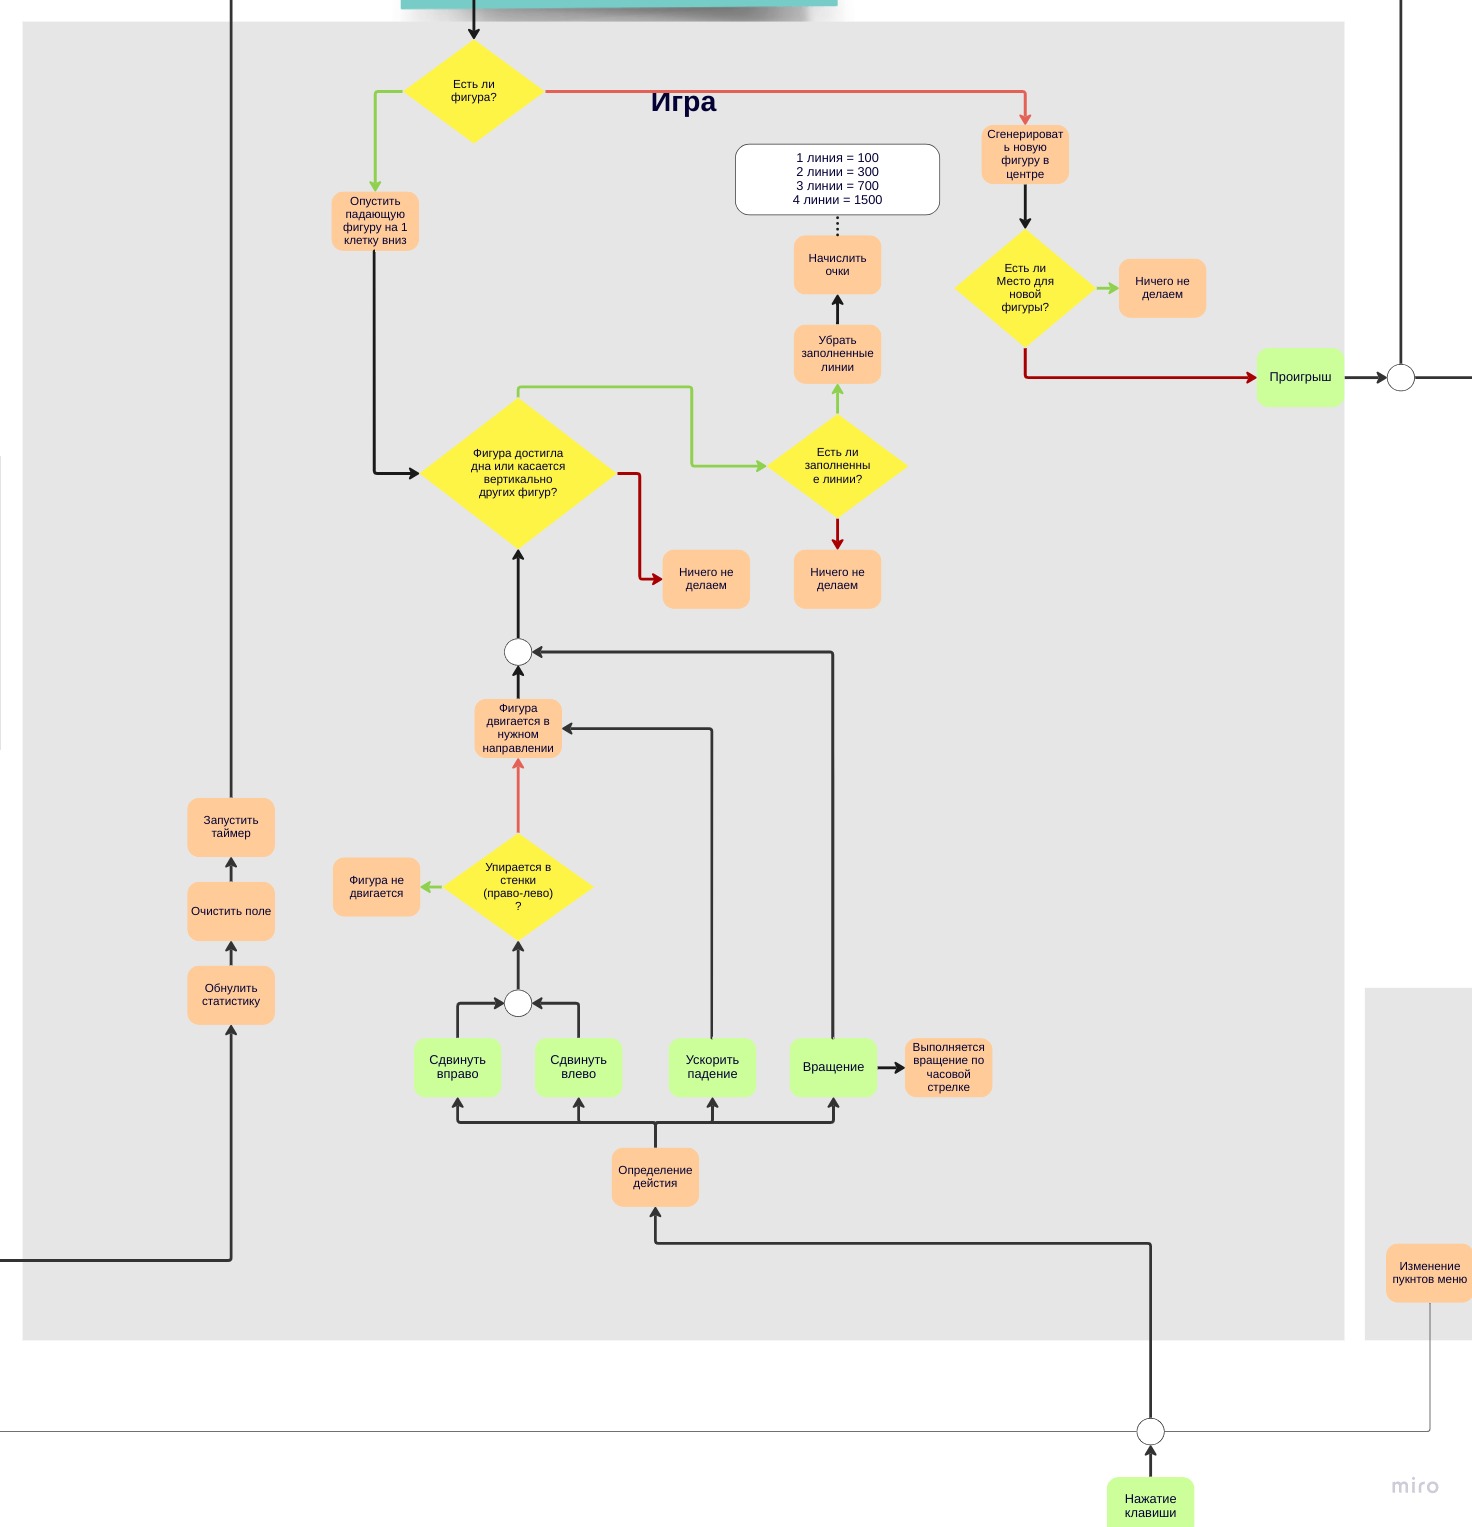 Есть ли
фигура?
Игра
Сгенерироват
ь новую
фигуру в
центре
1 линия = 100
2 линии = 300
3 линии = 700
4 линии = 1500
Опустить
падающую
фигуру на 1
клетку вниз
Начислить
очки
Есть ли
Место для
новой
фигуры?
Ничего не
делаем
Убрать
заполненные
линии
Проигрыш
Фигура достигла
дна или касается
вертикально
других фигур?
Есть ли
заполненны
е линии?
Ничего не
делаем
Ничего не
делаем
Фигура
двигается в
нужном
направлении
Запустить
таймер
Фигура не
двигается
Упирается в
стенки
(право-лево)
?
Очистить поле
Обнулить
статистику
Сдвинуть
вправо
Сдвинуть
влево
Ускорить
падение
Вращение
Выполняется
вращение по
часовой
стрелке
Определение
дейстия
Изменение
пукнтов меню
Нажатие
клавиши
miro